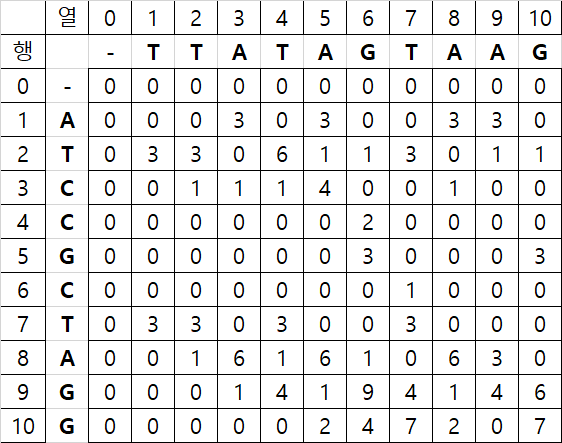 열 0 1 2 3 4 5 6 7 8 9 10
행 - T T A T A G T A A G
0 - 0 0 0 0 0 0 0 0 0 0 0
1 A 0 0 0 3 0 3 0 0 3 3 0
2 T 0 3 3 0 6 1 1 3 0 1 1
3 C 0 0 1 1 1 4 0 0 1 0 0
4 C 0 0 0 0 0 0 2 0 0 0 0
5 G 0 0 0 0 0 0 3 0 0 0 3
6 C 0 0 0 0 0 0 0 1 0 0 0
7 T 0 3 3 0 3 0 0 3 0 0 0
8 A 0 0 1 6 1 6 1 0 6 3 0
9 G 0 0 0 1 4 1 9 4 1 4 6
10 G 0 0 0 0 0 2 4 7 2 0 7